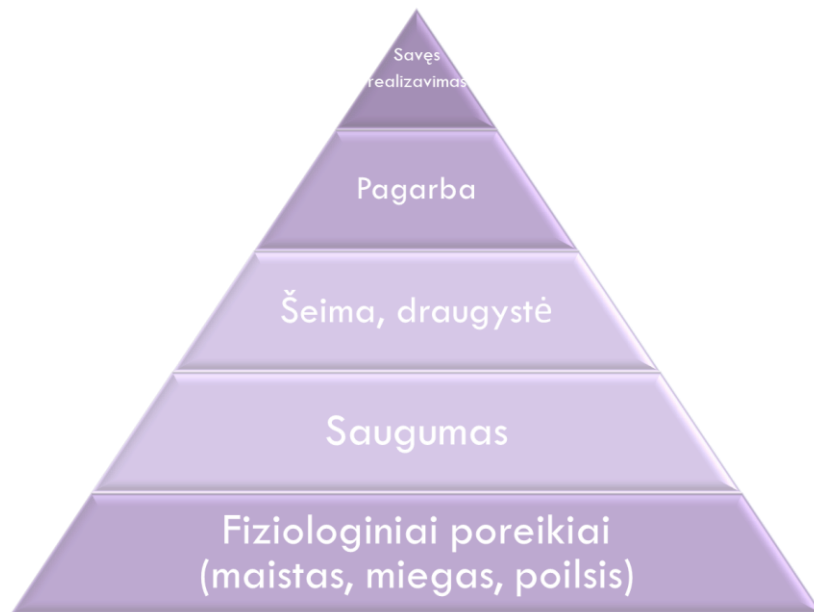 Savęs
realizavimas
Pagarba
Šeima, draugystė
Saugumas
Fiziologiniai poreikiai
(maistas, miegas, poilsis)